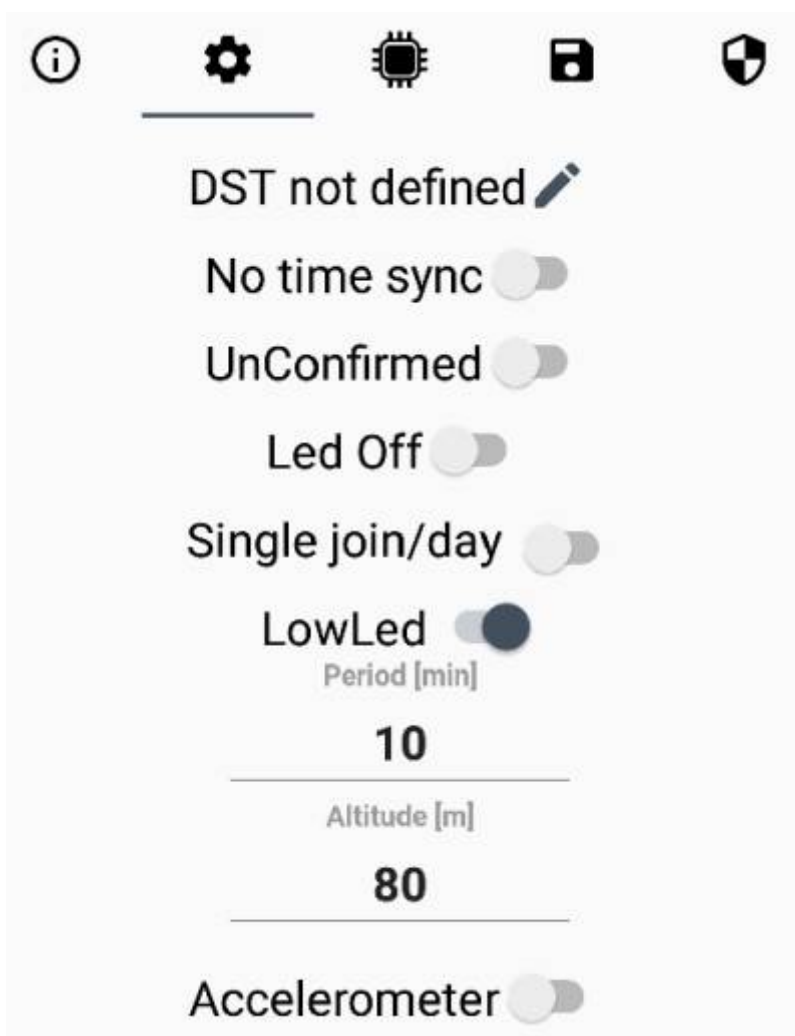 DST not defined
No time sync
UnConfirmed
Led Off
Single join/day
LowLed
Period [min]
10
Altitude [m]
80
Accelerometer